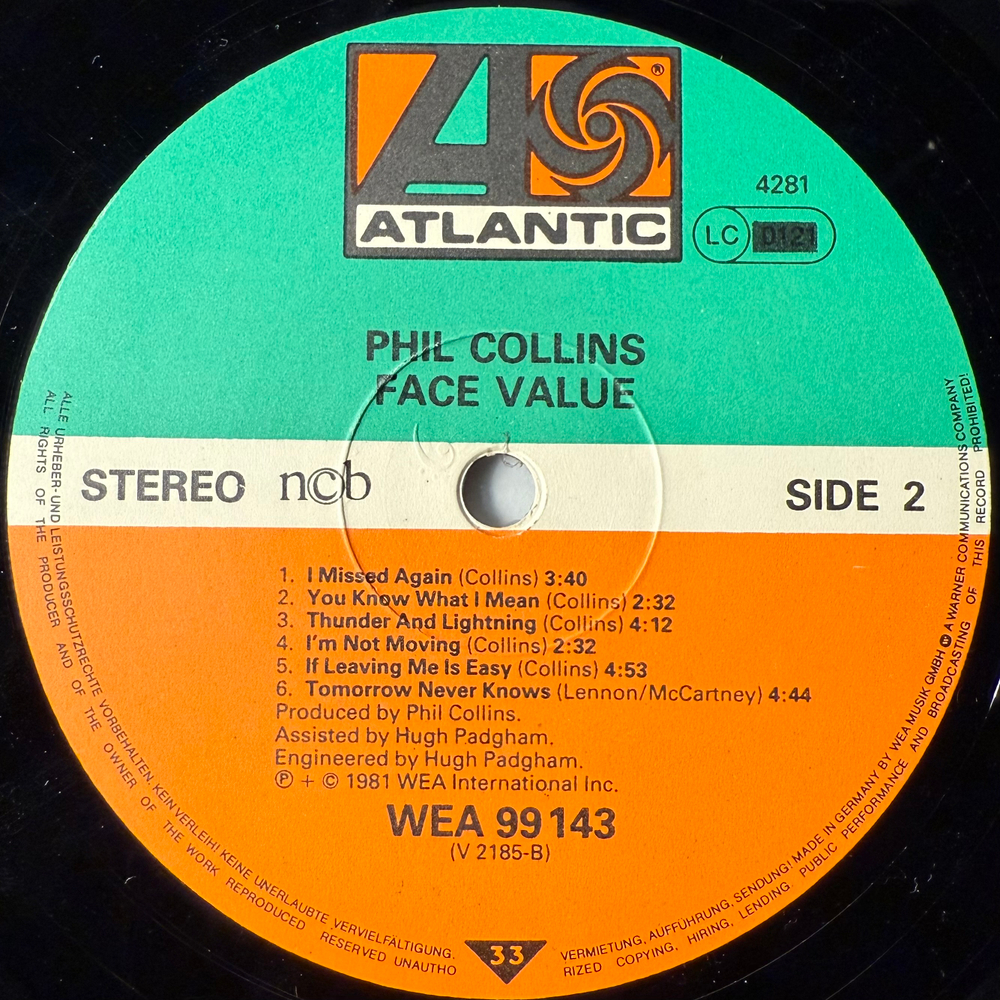 ®
ATLANTIC
4281
LC 0121
PHIL COLLINS
FACE VALUE
STEREO n©b
SIDE 2
1. I Missed Again (Collins) 3:40
2. You Know What I Mean (Collins) 2:32
3. Thunder And Lightning (Collins) 4:12
4. I'm Not Moving (Collins) 2:32
5. If Leaving Me Is Easy (Collins) 4:53
6. Tomorrow Never Knows (Lennon/McCartney) 4:44
Produced by Phil Collins.
Assisted by Hugh Padgham.
Engineered by Hugh Padgham.
℗ + © 1981 WEA International Inc.
WEA 99 143
(V 2185-B)
33
ALLE URHEBER- UND LEISTUNGSSCHUTZRECHTE VORBEHALTEN. KEIN VERLEIH! KEINE UNERLAUBTE VERVIELFÄLTIGUNG, VERMIETUNG, AUFFÜHRUNG, SENDUNG! MADE IN GERMANY BY WEA MUSIK GMBH A WARNER COMMUNICATIONS COMPANY
ALL RIGHTS OF THE PRODUCER AND OF THE OWNER OF THE WORK REPRODUCED RESERVED UNAUTHORIZED COPYING, HIRING, LENDING PUBLIC PERFORMANCE AND BROADCASTING OF THIS RECORD PROHIBITED!